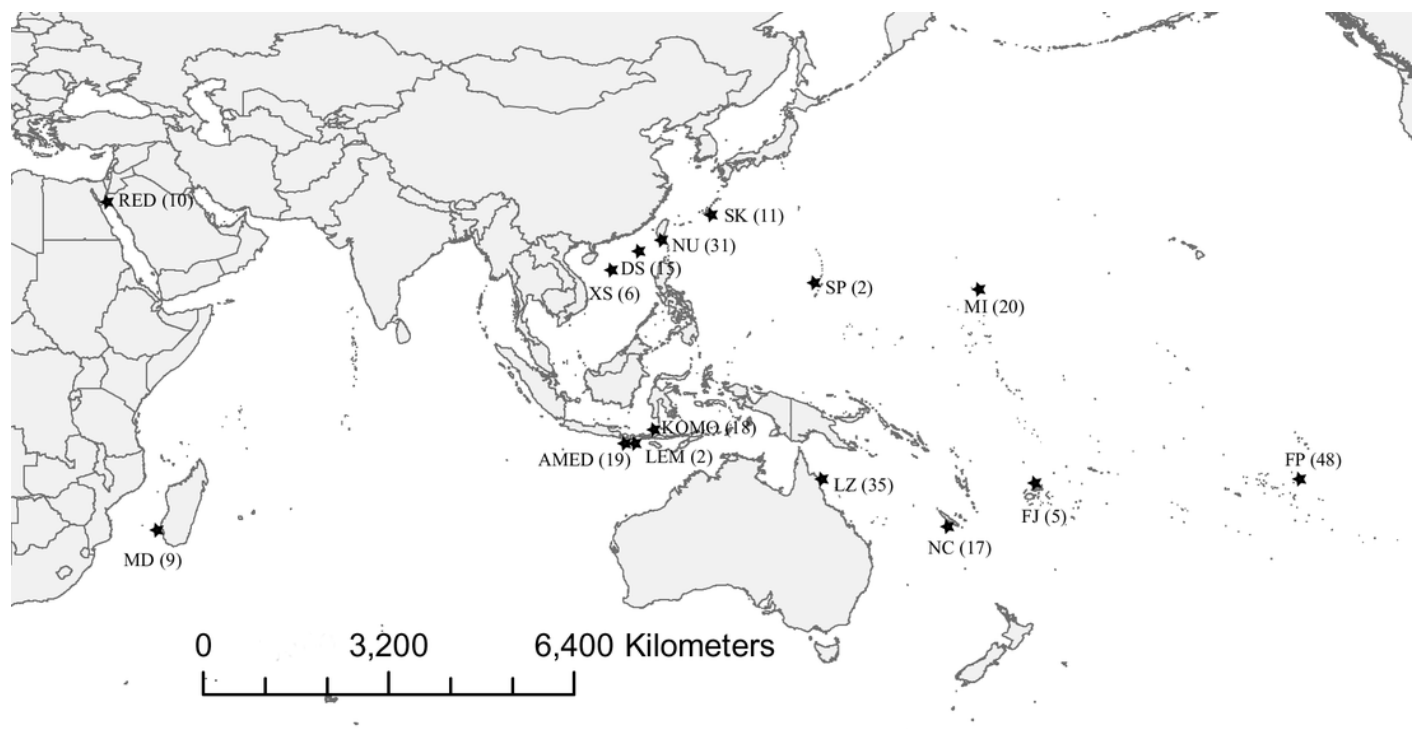 RED (10)
SK (11)
NU (31)
DS (15)
XS (6)
SP (2)
MI (20)
KOMO (18)
AMED (19)
LEM (2)
FP (48)
LZ (35)
FJ (5)
NC (17)
MD (9)
0 3,200 6,400 Kilometers